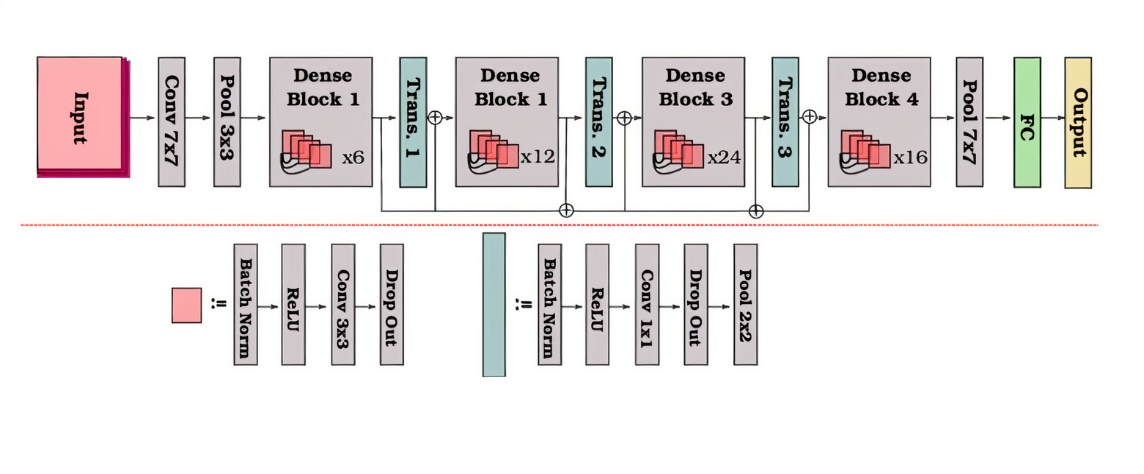 Input
Conv 7x7
Pool 3x3
Dense
Block 1
x6
Trans. 1
Dense
Block 1
x12
Trans. 2
Dense
Block 3
x24
Trans. 3
Dense
Block 4
x16
Pool 7x7
FC
Output
::=
Batch Norm
ReLU
Conv 3x3
Drop Out
::=
Batch Norm
ReLU
Conv 1x1
Drop Out
Pool 2x2